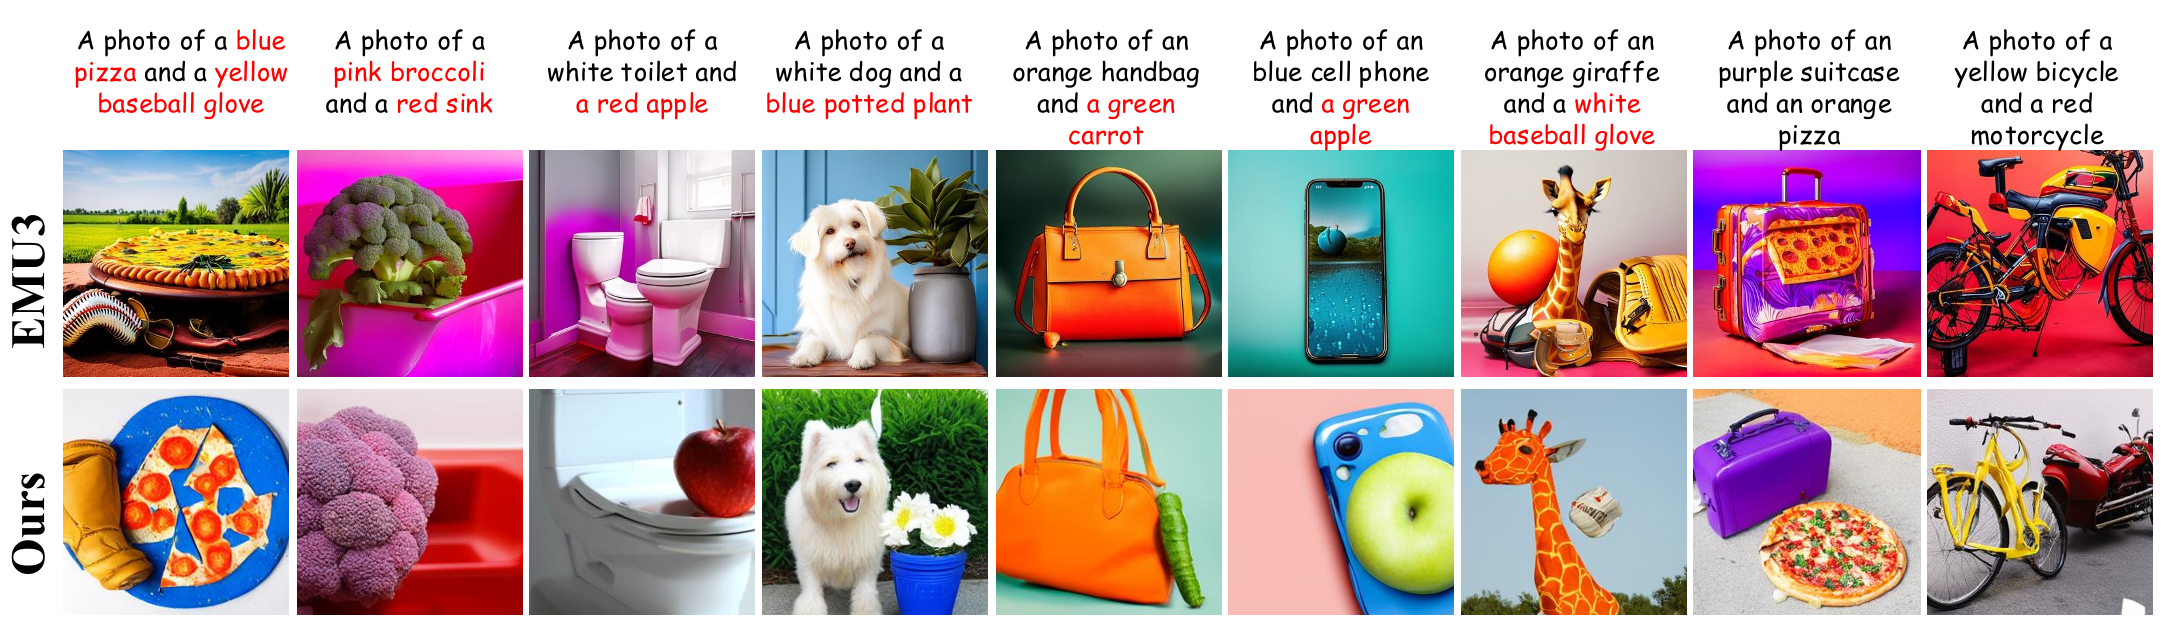 A photo of a blue
pizza and a yellow
baseball glove
A photo of a
pink broccoli
and a red sink
A photo of a
white toilet and
a red apple
A photo of a
white dog and a
blue potted plant
A photo of an
orange handbag
and a green
carrot
A photo of an
blue cell phone
and a green
apple
A photo of an
orange giraffe
and a white
baseball glove
A photo of an
purple suitcase
and an orange
pizza
A photo of a
yellow bicycle
and a red
motorcycle
EMU3
Ours